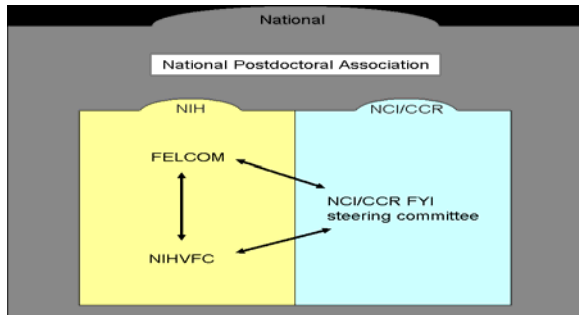 National
National Postdoctoral Association
NIH
NCI/CCR
FELCOM
NCI/CCR FYI
steering committee
NIHVFC